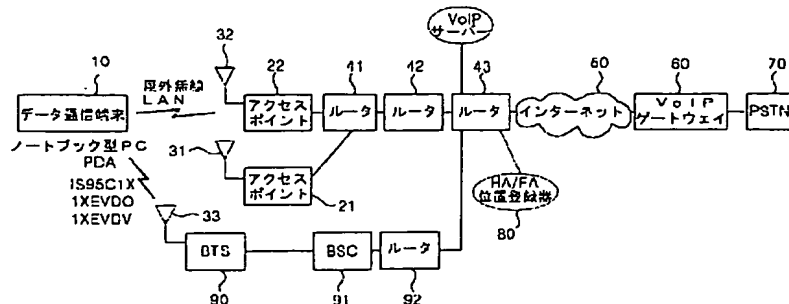 VoIP
サーバー
32
10
22
41
42
43
60
60
70
屋外無線
LAN
データ通信端末
アクセス
ポイント
ルータ
ルータ
ルータ
インターネット
VoIP
ゲートウェイ
PSTN
ノートブック型PC
PDA
IS95C1X
1XEVDO
1XEVDV
31
アクセス
ポイント
21
HA/FA
位置登録器
80
33
BTS
BSC
ルータ
90
91
92